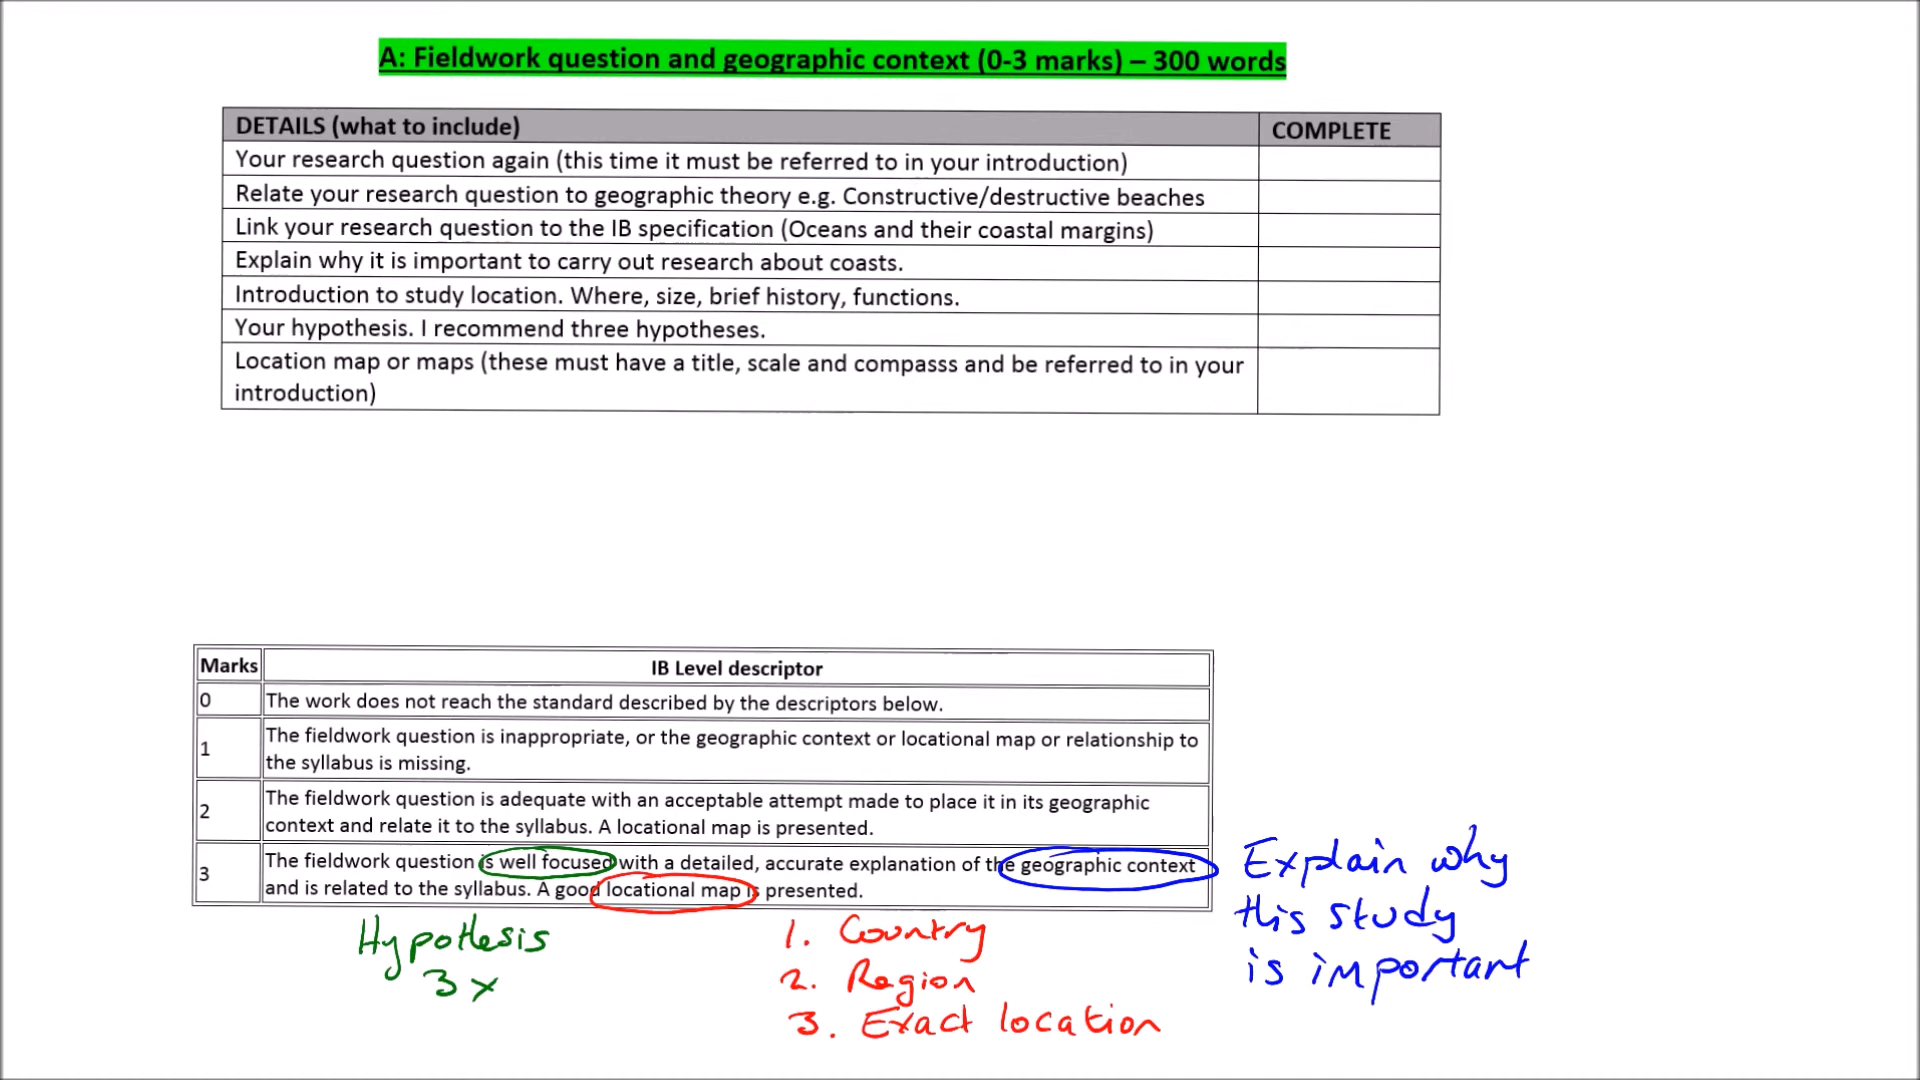 A: Fieldwork question and geographic context (0-3 marks) – 300 words
DETAILS (what to include) COMPLETE
Your research question again (this time it must be referred to in your introduction)
Relate your research question to geographic theory e.g. Constructive/destructive beaches
Link your research question to the IB specification (Oceans and their coastal margins)
Explain why it is important to carry out research about coasts.
Introduction to study location. Where, size, brief history, functions.
Your hypothesis. I recommend three hypotheses.
Location map or maps (these must have a title, scale and compasss and be referred to in your
introduction)
Marks IB Level descriptor
0 The work does not reach the standard described by the descriptors below.
1 The fieldwork question is inappropriate, or the geographic context or locational map or relationship to
the syllabus is missing.
2 The fieldwork question is adequate with an acceptable attempt made to place it in its geographic
context and relate it to the syllabus. A locational map is presented.
3 The fieldwork question is well focused with a detailed, accurate explanation of the geographic context
and is related to the syllabus. A good locational map is presented.
Explain why
this study
is important
Hypothesis
3 x
1. Country
2. Region
3. Exact location